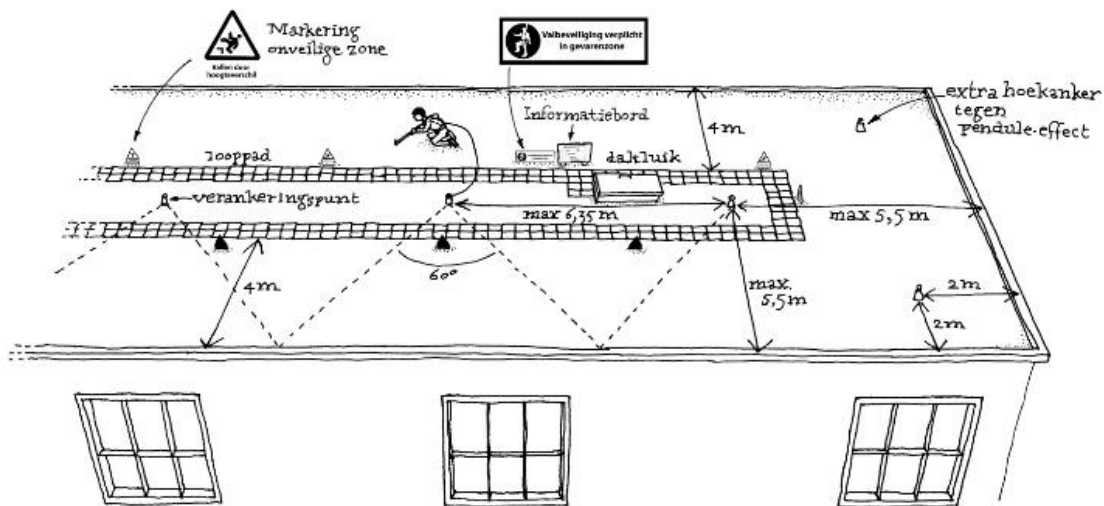 Vallen door
hoogteverschil
Markering
onveilige zone
Valbeveiliging verplicht
in gevarenzone
extra hoekanker
tegen
pendule-effect
4m
Informatiebord
looppad
dakluik
verankeringspunt
max 6,35 m
max 5,5 m
60°
4m
max.
5,5m
2m
2m